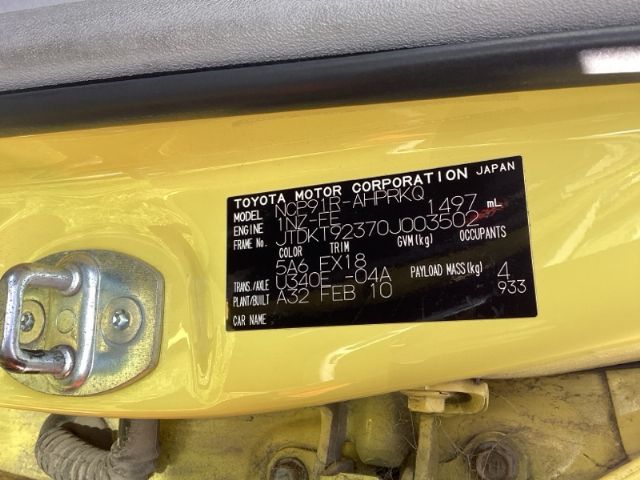 TOYOTA MOTOR CORPORATION JAPAN
MODEL NCP91R-AHPRKQ
ENGINE 1NZ-FE 1497 mL
FRAME No. JTDKT92370J003502
COLOR TRIM GVM(kg) OCCUPANTS
5A6 FX18 4
TRANS./AXLE U340E -04A PAYLOAD MASS(kg) 933
PLANT/BUILT A32 FEB 10
CAR NAME